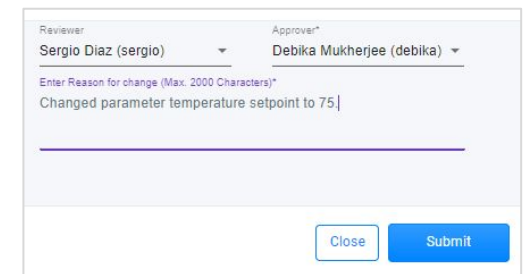 Reviewer
Approver*
Sergio Diaz (sergio)
Debika Mukherjee (debika)
Enter Reason for change (Max. 2000 Characters)*
Changed parameter temperature setpoint to 75.
Close
Submit